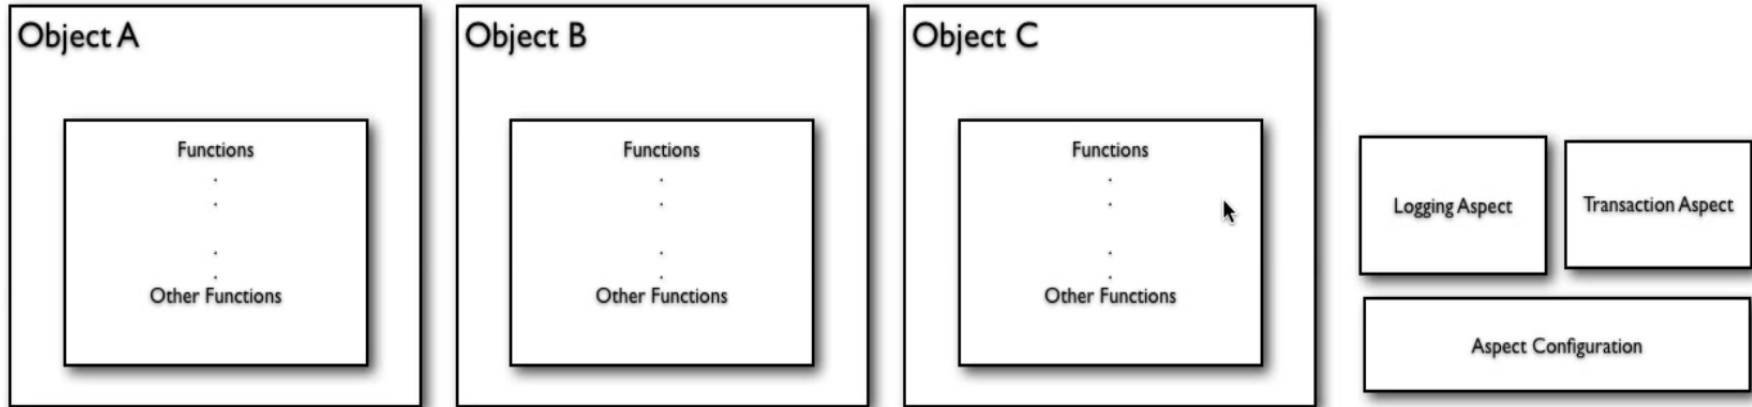 Object A
Functions
.
.
.
.
Other Functions
Object B
Functions
.
.
.
.
Other Functions
Object C
Functions
.
.
.
.
Other Functions
Logging Aspect
Transaction Aspect
Aspect Configuration